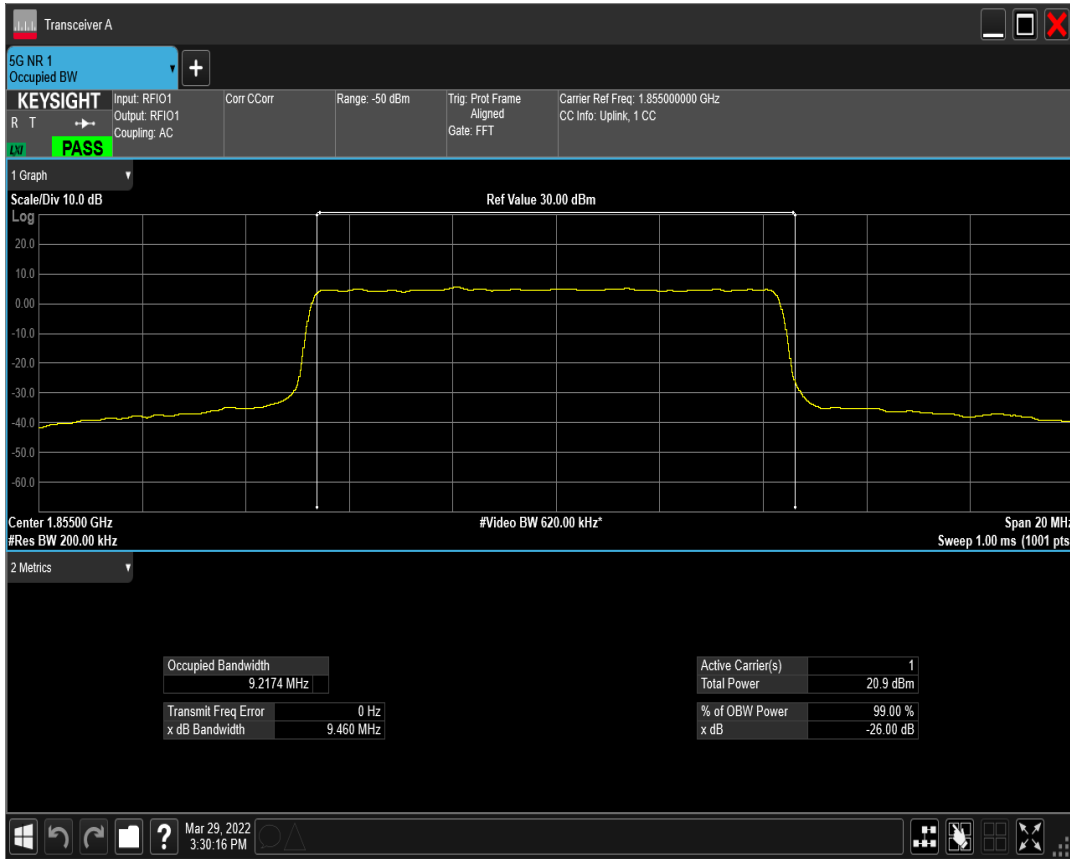 Transceiver A
5G NR 1
Occupied BW
KEYSIGHT
R T
LXI
PASS
Input: RFIO1
Output: RFIO1
Coupling: AC
Corr CCorr
Range: -50 dBm
Trig: Prot Frame
Aligned
Gate: FFT
Carrier Ref Freq: 1.855000000 GHz
CC Info: Uplink, 1 CC
1 Graph
Scale/Div 10.0 dB
Ref Value 30.00 dBm
Log
20.0
10.0
0.00
-10.0
-20.0
-30.0
-40.0
-50.0
-60.0
Center 1.85500 GHz
#Video BW 620.00 kHz*
Span 20 MHz
#Res BW 200.00 kHz
Sweep 1.00 ms (1001 pts
2 Metrics
Occupied Bandwidth
9.2174 MHz
Transmit Freq Error 0 Hz
x dB Bandwidth 9.460 MHz
Active Carrier(s) 1
Total Power 20.9 dBm
% of OBW Power 99.00 %
x dB -26.00 dB
?
Mar 29, 2022
3:30:16 PM